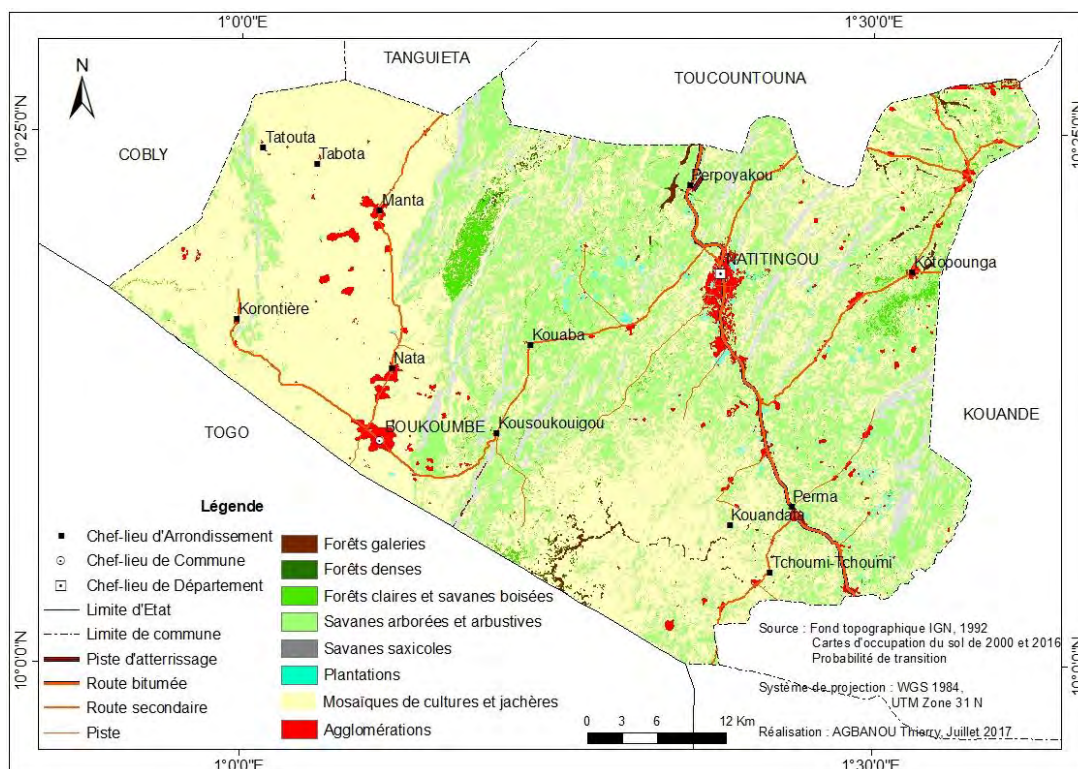 1°0'0"E
1°30'0"E
TANGUIETA
TOUCOUNTOUNA
N
10°25'0"N
10°25'0"N
COBLY
Tatouta
Tabota
Perpoyakou
Manta
NATITINGOU
Kotopounga
Korontière
Kouaba
Nata
KOUANDE
TOGO
BOUKOUMBE
Kousoukouigou
Perma
Kouandata
Tchoumi-Tchoumi
Légende
Chef-lieu d'Arrondissement
Chef-lieu de Commune
Chef-lieu de Département
Limite d'Etat
Limite de commune
Piste d'atterrissage
Route bitumée
Route secondaire
Piste
Forêts galeries
Forêts denses
Forêts claires et savanes boisées
Savanes arborées et arbustives
Savanes saxicoles
Plantations
Mosaïques de cultures et jachères
Agglomérations
0 3 6 12 Km
Source : Fond topographique IGN, 1992
Cartes d'occupation du sol de 2000 et 2016
Probabilité de transition
Système de projection : WGS 1984,
UTM Zone 31 N
Réalisation : AGBANOU Thierry, Juillet 2017
10°0'0"N
10°0'0"N
1°0'0"E
1°30'0"E